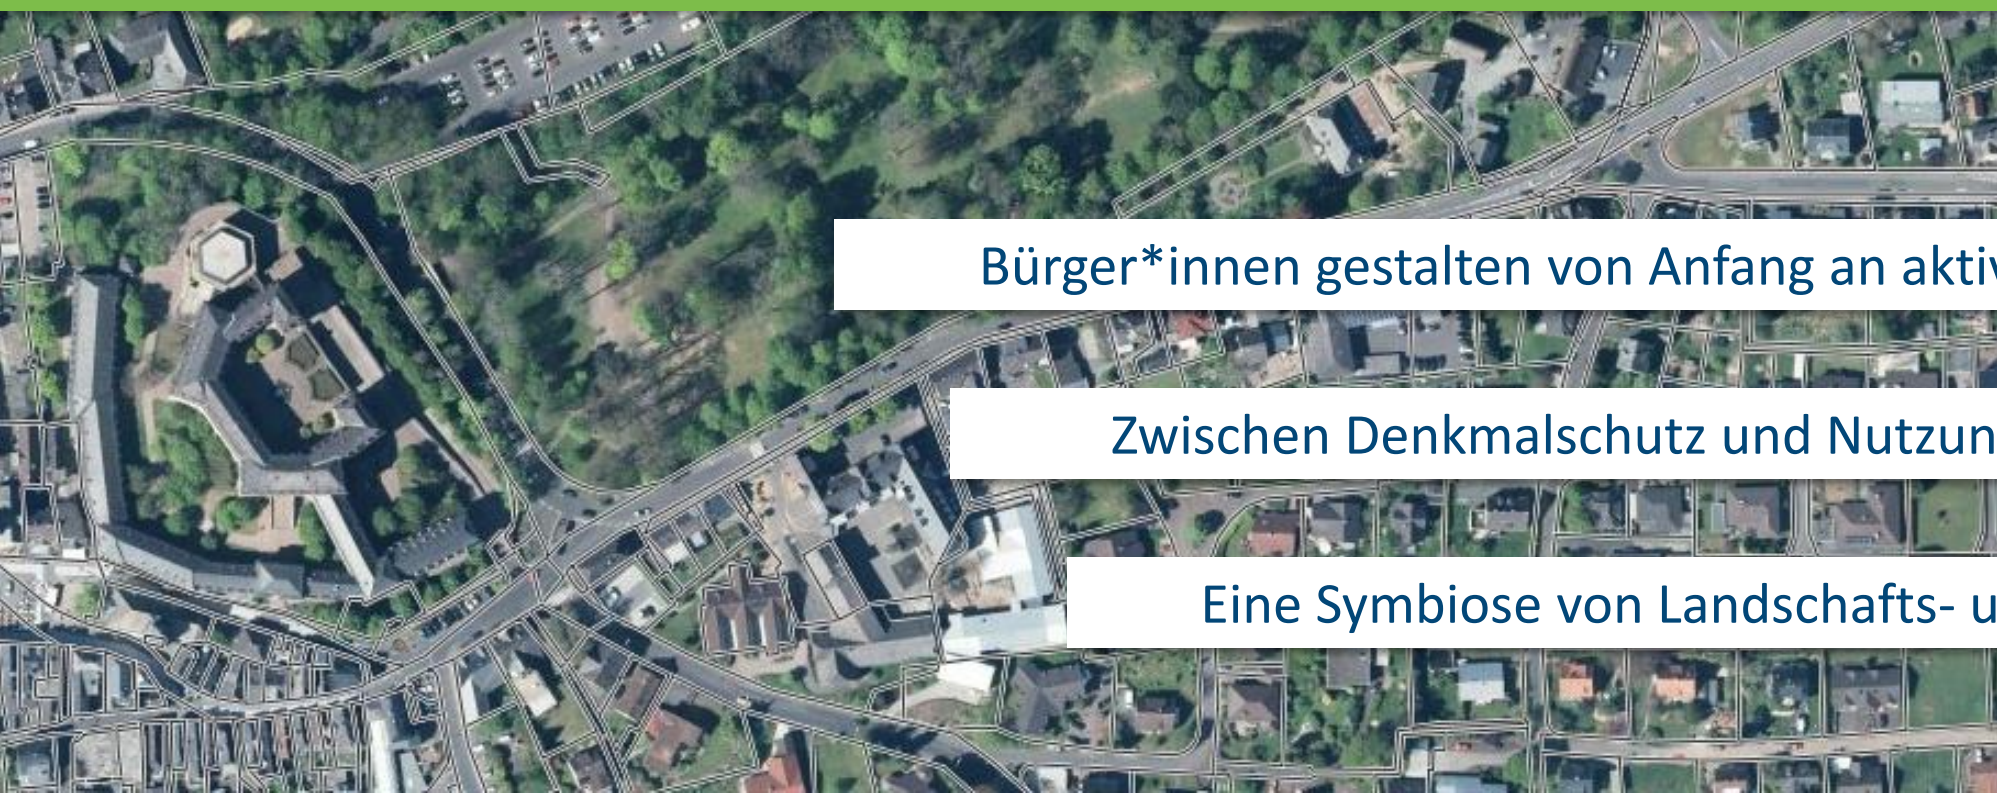 Bürger*innen gestalten von Anfang an aktiv
Zwischen Denkmalschutz und Nutzun
Eine Symbiose von Landschafts- u